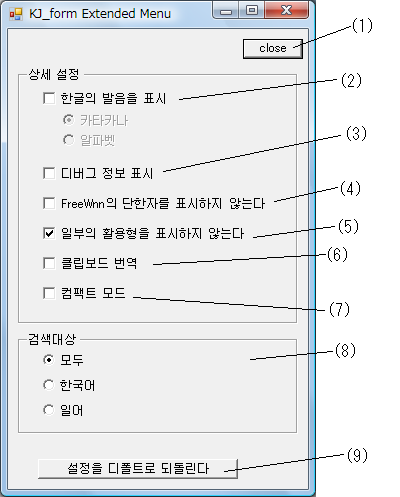 KJ_form Extended Menu
(1)
close
상세 설정
(2)
한글의 발음을 표시
카타카나
알파벳
(3)
디버그 정보 표시
(4)
FreeWnn의 단한자를 표시하지 않는다
(5)
일부의 활용형을 표시하지 않는다
(6)
클립보드 번역
(7)
컴팩트 모드
검색대상
(8)
모두
한국어
일어
(9)
설정을 디폴트로 되돌린다